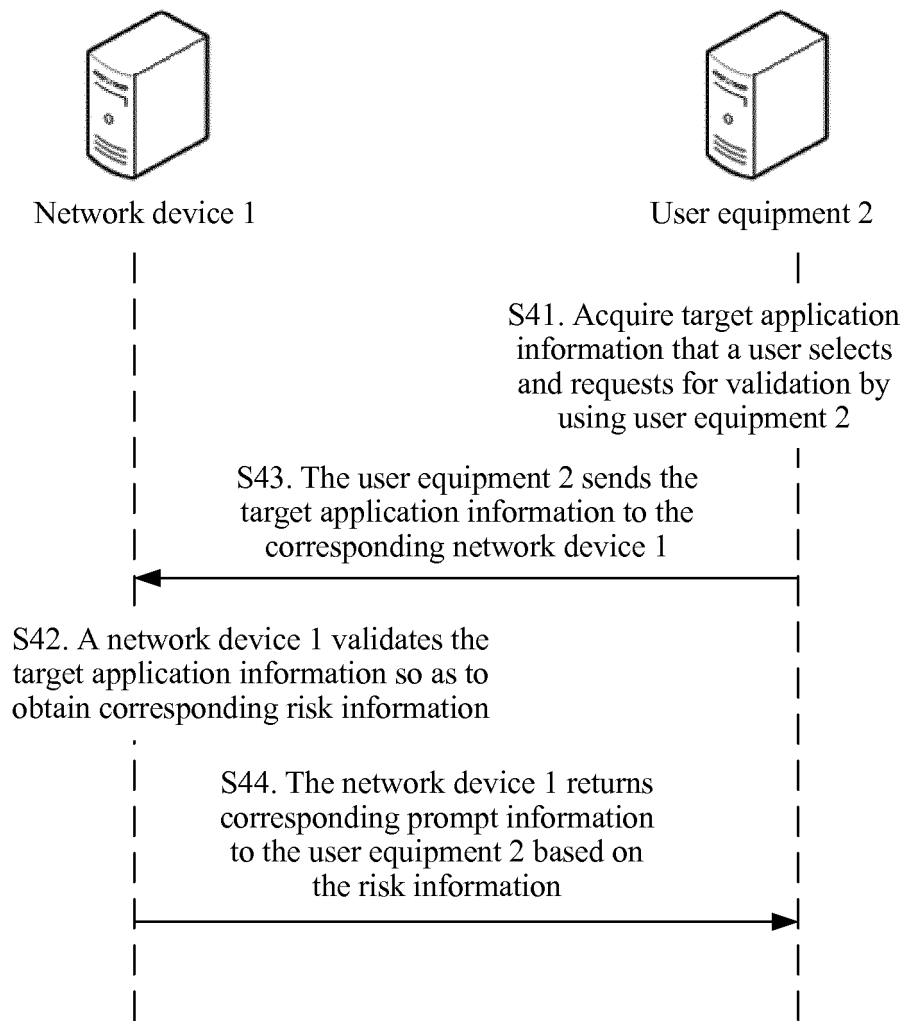 Network device 1
User equipment 2
S41. Acquire target application
information that a user selects
and requests for validation by
using user equipment 2
S43. The user equipment 2 sends the
target application information to the
corresponding network device 1
S42. A network device 1 validates the
target application information so as to
obtain corresponding risk information
S44. The network device 1 returns
corresponding prompt information
to the user equipment 2 based on
the risk information